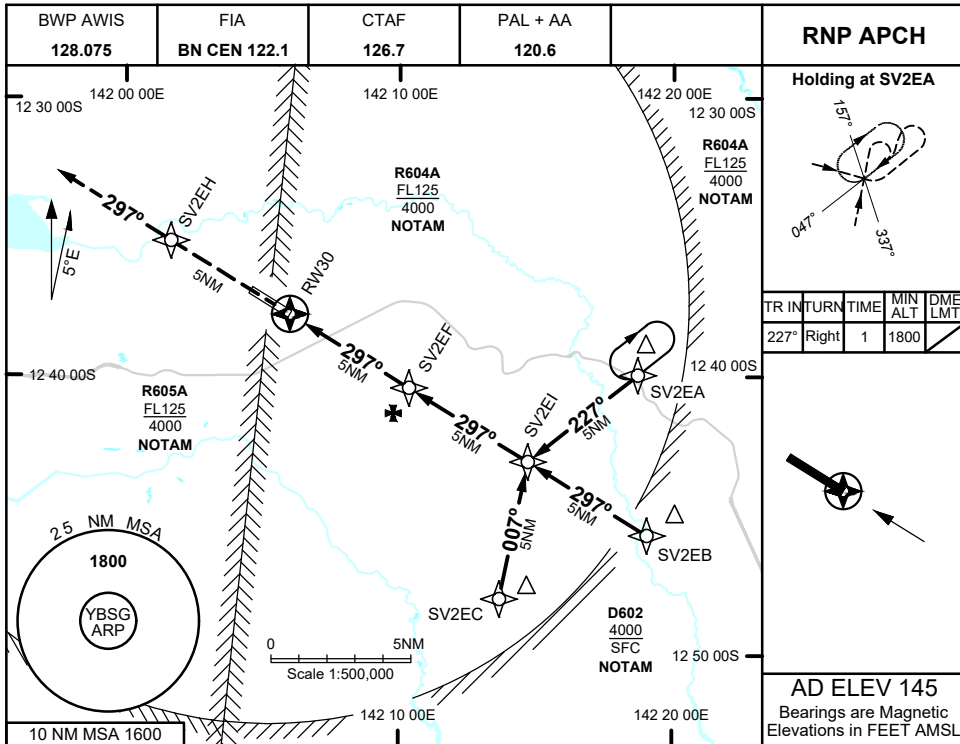 BWP AWIS
128.075
FIA
BN CEN 122.1
CTAF
126.7
PAL + AA
120.6
RNP APCH
12 30 00S
142 00 00E
142 10 00E
142 20 00E
12 30 00S
R604A
FL125
4000
NOTAM
R604A
FL125
4000
NOTAM
297°
SV2EH
5°E
5NM
RW30
297°
5NM
SV2EF
12 40 00S
12 40 00S
R605A
FL125
4000
NOTAM
SV2EI
227°
5NM
SV2EA
297°
5NM
297°
5NM
SV2EB
007°
5NM
SV2EC
25 NM MSA
1800
YBSG
ARP
D602
4000
SFC
NOTAM
0 5NM
Scale 1:500,000
12 50 00S
142 10 00E
142 20 00E
10 NM MSA 1600
Holding at SV2EA
157°
047°
337°
TR IN TURN TIME MIN ALT DME LMT
227° Right 1 1800
AD ELEV 145
Bearings are Magnetic
Elevations in FEET AMSL